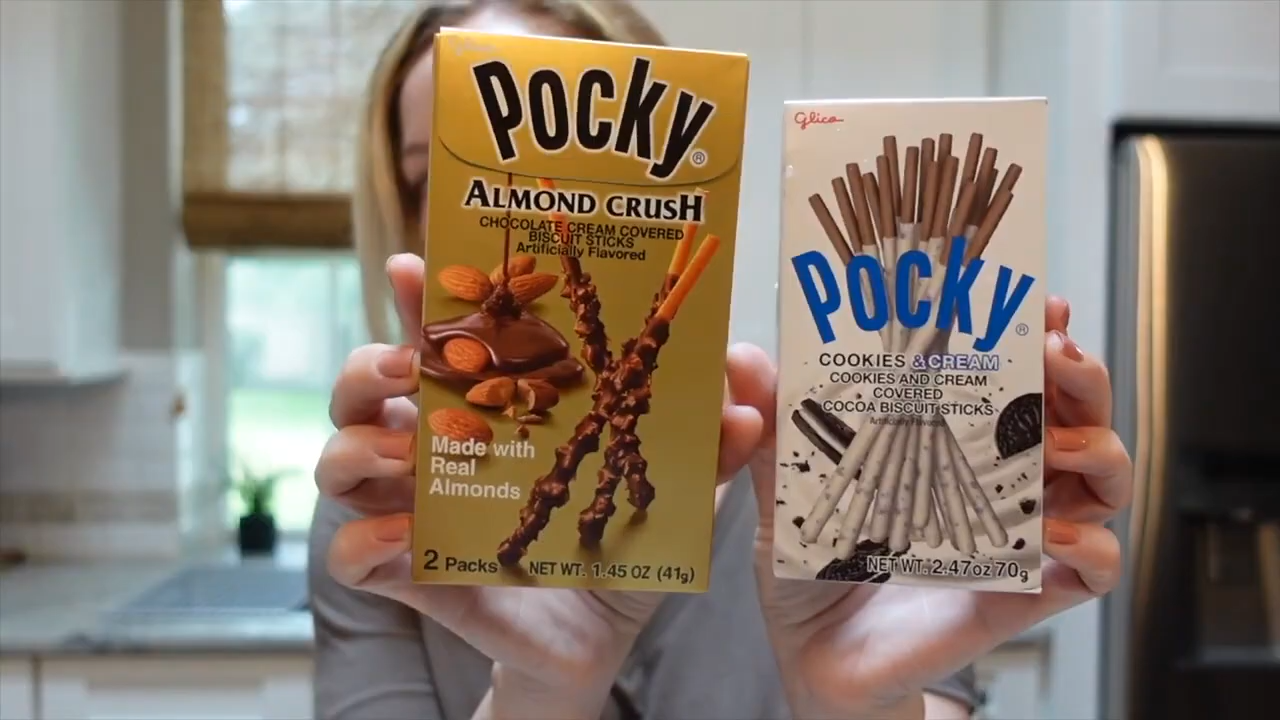 Glico
POCKY®
ALMOND CRUSH
CHOCOLATE CREAM COVERED
BISCUIT STICKS
Artificially Flavored
Made with
Real
Almonds
2 Packs
NET WT. 1.45 OZ (41g)
Glico
POCKY®
COOKIES & CREAM
COOKIES AND CREAM
COVERED
COCOA BISCUIT STICKS
Artificially Flavored
NET WT. 2.47oz 70g